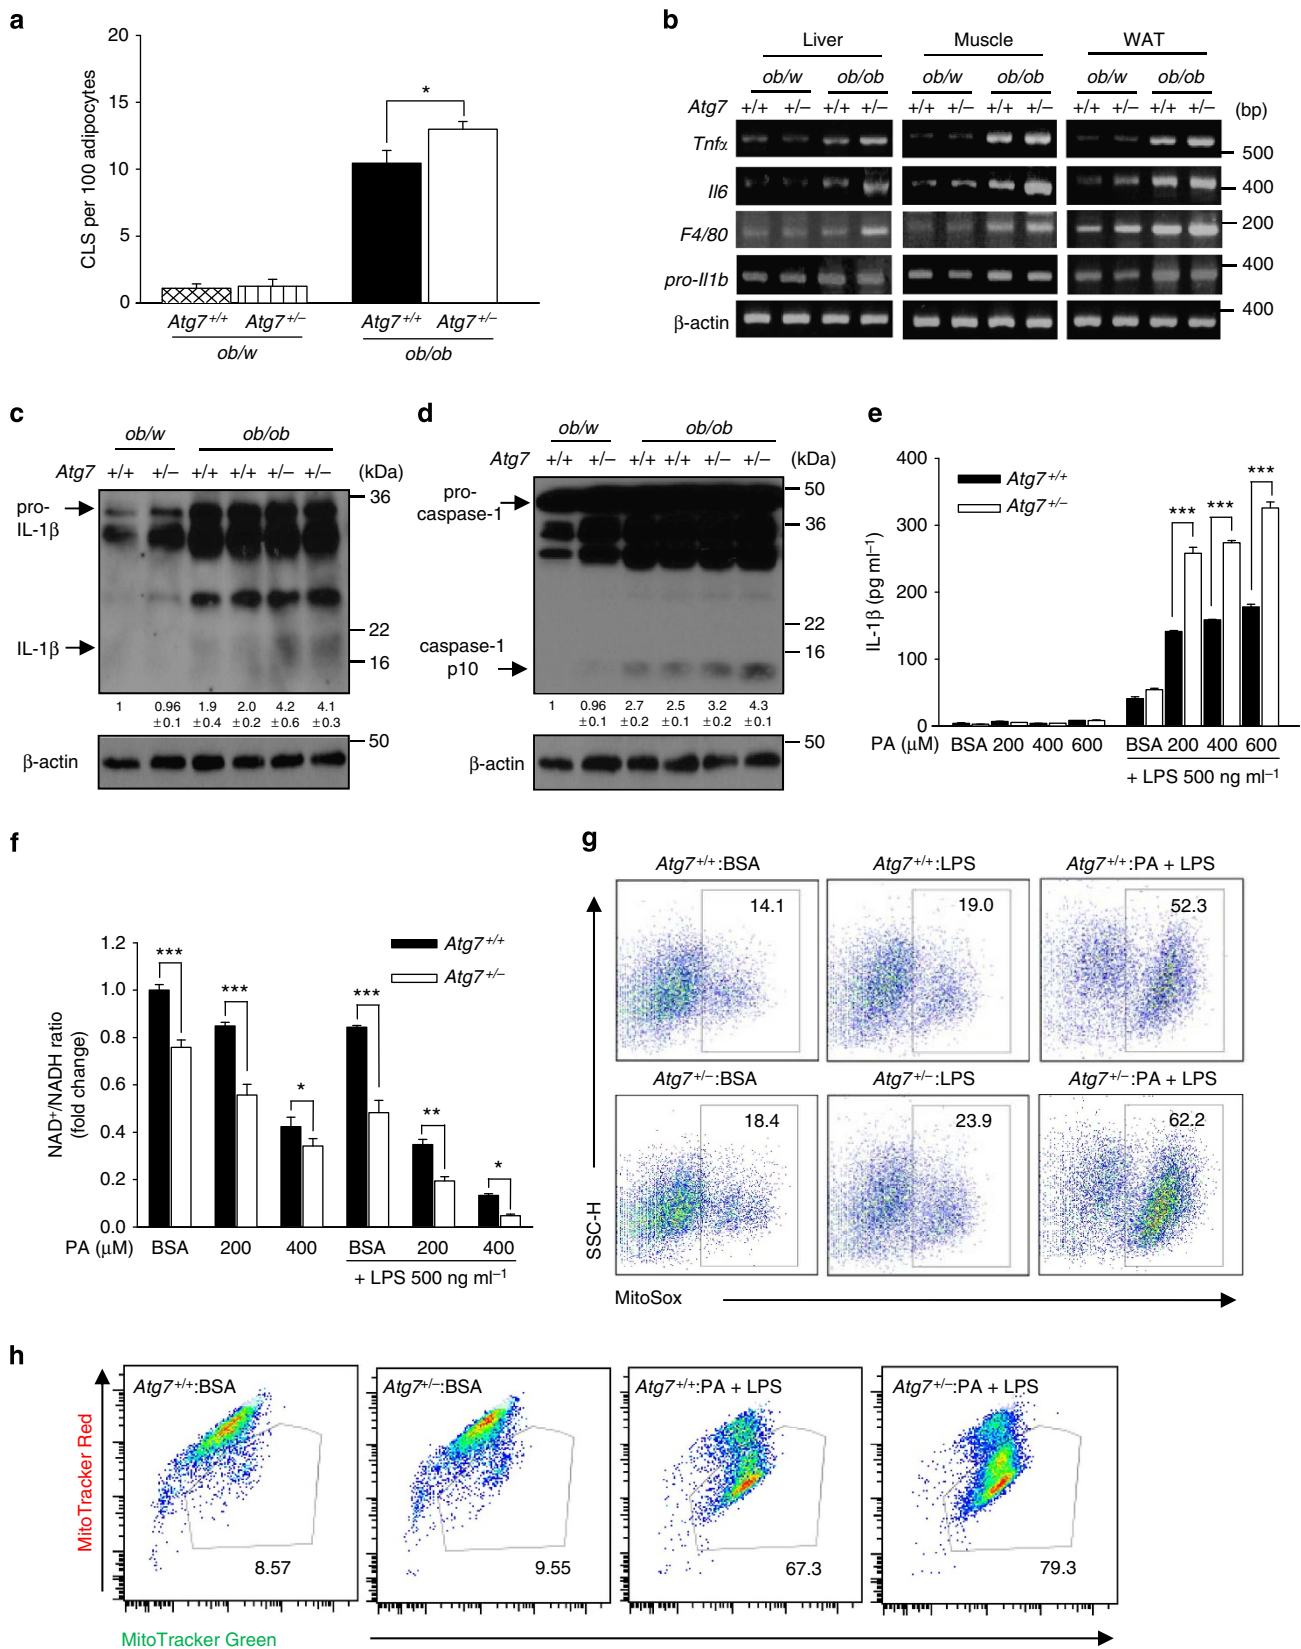 a
20
15
10
5
0
CLS per 100 adipocytes
*
Atg7+/+ Atg7+/− Atg7+/+ Atg7+/−
ob/w ob/ob
b
Liver Muscle WAT
ob/w ob/ob ob/w ob/ob ob/w ob/ob
Atg7 +/+ +/− +/+ +/− +/+ +/− +/+ +/− +/+ +/− +/+ +/− (bp)
Tnfα 500
Il6 400
F4/80 200
pro-Il1b 400
β-actin 400
c
ob/w ob/ob
Atg7 +/+ +/− +/+ +/+ +/− +/− (kDa)
pro-IL-1β
36
22
IL-1β
16
1 0.96 1.9 2.0 4.2 4.1
±0.1 ±0.4 ±0.2 ±0.6 ±0.3
50
β-actin
d
ob/w ob/ob
Atg7 +/+ +/− +/+ +/+ +/− +/− (kDa)
pro-caspase-1
50
36
22
16
caspase-1
p10
1 0.96 2.7 2.5 3.2 4.3
±0.1 ±0.2 ±0.1 ±0.2 ±0.1
50
β-actin
e
400
300
200
100
0
IL-1β (pg ml−1)
Atg7+/+
Atg7+/−
*** *** ***
PA (μM) BSA 200 400 600 BSA 200 400 600
+ LPS 500 ng ml−1
f
1.2
1.0
0.8
0.6
0.4
0.2
0.0
NAD+/NADH ratio
(fold change)
Atg7+/+
Atg7+/−
*** *** * *** ** *
PA (μM) BSA 200 400 BSA 200 400
+ LPS 500 ng ml−1
g
Atg7+/+:BSA Atg7+/+:LPS Atg7+/+:PA + LPS
14.1 19.0 52.3
Atg7+/−:BSA Atg7+/−:LPS Atg7+/−:PA + LPS
18.4 23.9 62.2
SSC-H
MitoSox
h
Atg7+/+:BSA Atg7+/−:BSA Atg7+/+:PA + LPS Atg7+/−:PA + LPS
MitoTracker Red
8.57 9.55 67.3 79.3
MitoTracker Green